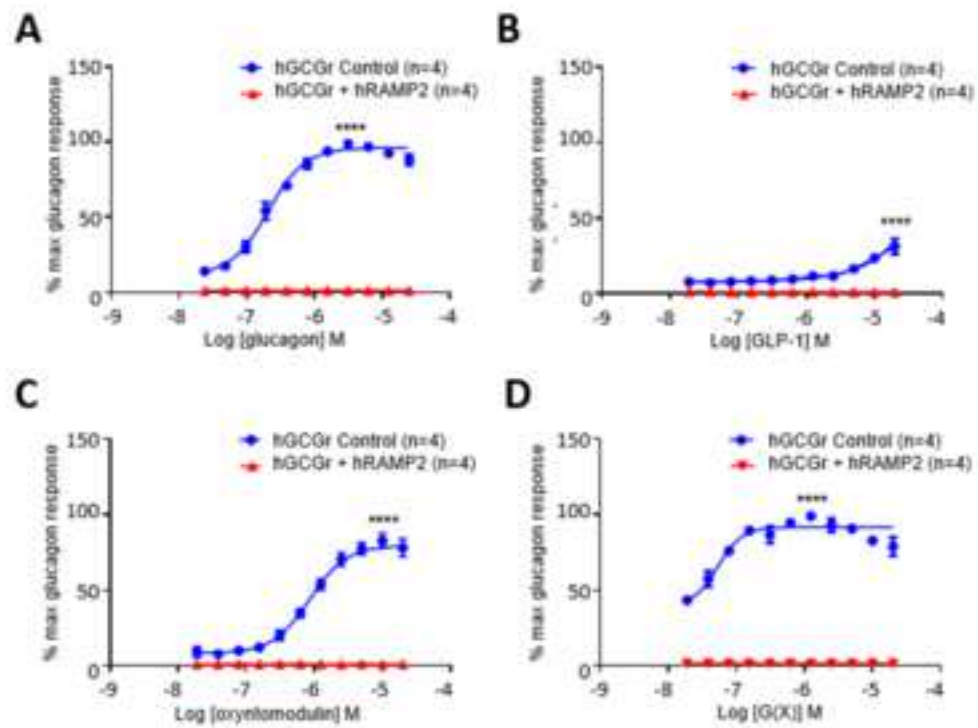 A
150
hGCGr Control (n=4)
hGCGr + hRAMP2 (n=4)
****
100
50
0
% max glucagon response
-9 -8 -7 -6 -5 -4
Log [glucagon] M
B
150
hGCGr Control (n=4)
hGCGr + hRAMP2 (n=4)
100
50
****
0
% max glucagon response
-9 -8 -7 -6 -5 -4
Log [GLP-1] M
C
150
hGCGr Control (n=4)
hGCGr + hRAMP2 (n=4)
100
****
50
0
% max glucagon response
-9 -8 -7 -6 -5 -4
Log [oxyntomodulin] M
D
150
hGCGr Control (n=4)
hGCGr + hRAMP2 (n=4)
****
100
50
0
% max glucagon response
-9 -8 -7 -6 -5 -4
Log [G(X)] M